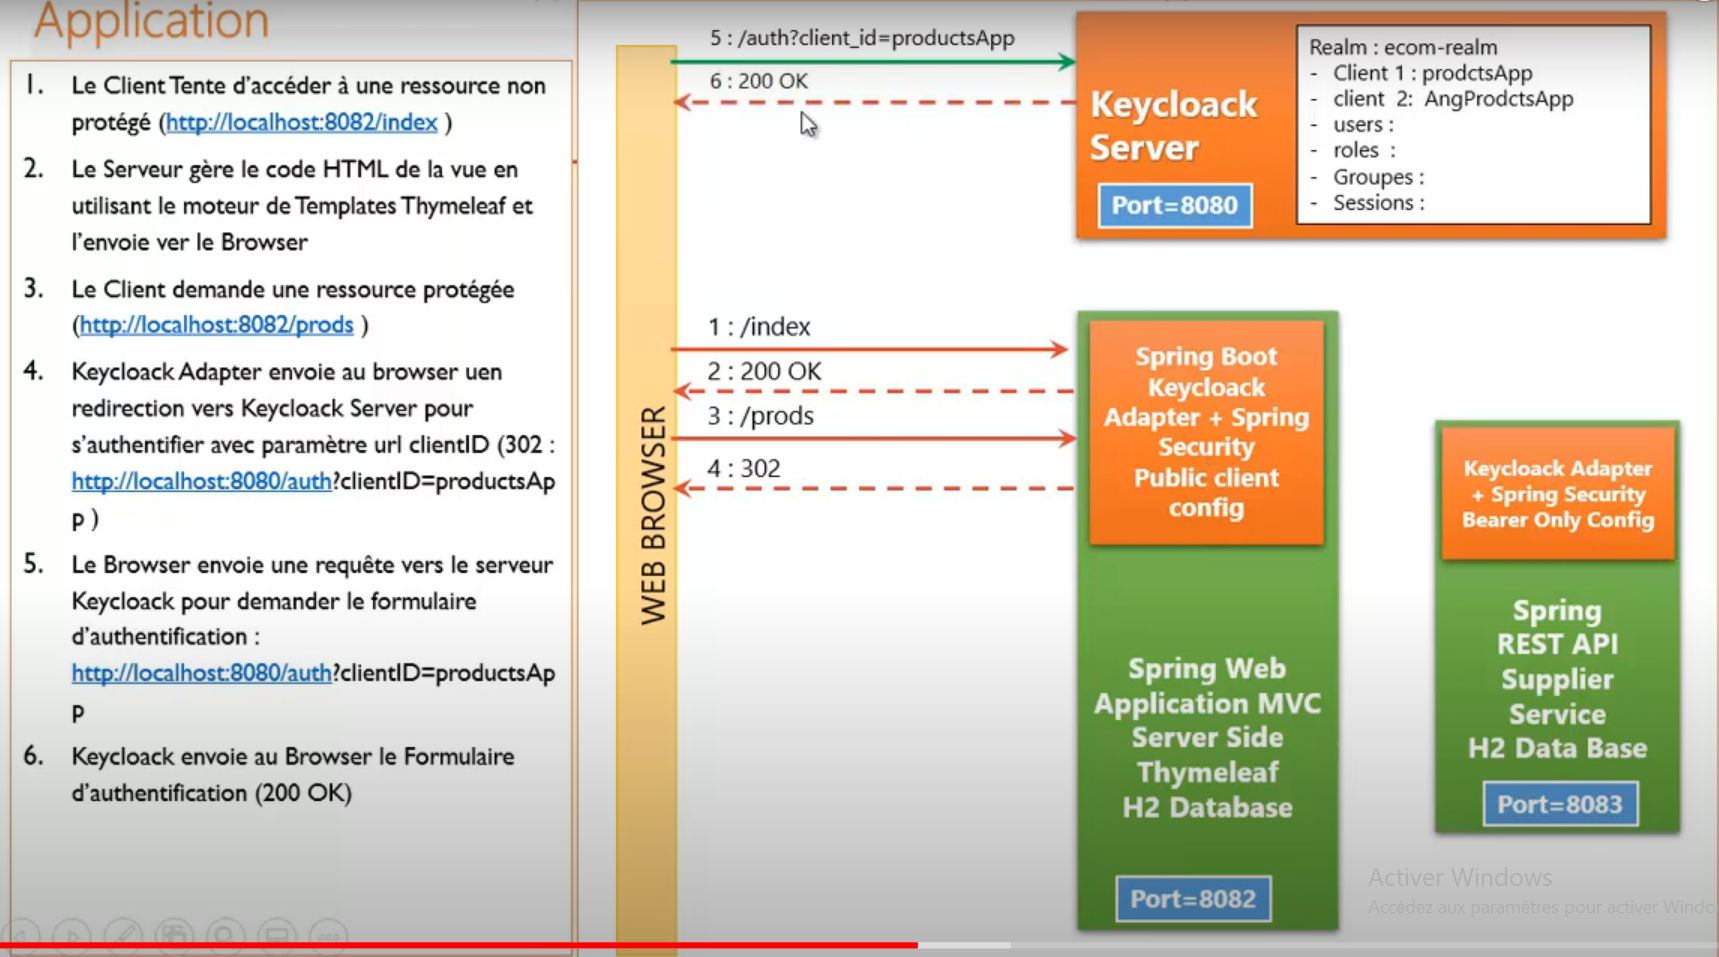 Application
1. Le Client Tente d'accéder à une ressource non
protégé (http://localhost:8082/index )
2. Le Serveur gère le code HTML de la vue en
utilisant le moteur de Templates Thymeleaf et
l'envoie ver le Browser
3. Le Client demande une ressource protégée
(http://localhost:8082/prods )
4. Keycloack Adapter envoie au browser uen
redirection vers Keycloack Server pour
s'authentifier avec paramètre url clientID (302 :
http://localhost:8080/auth?clientID=productsAp
p )
5. Le Browser envoie une requête vers le serveur
Keycloack pour demander le formulaire
d'authentification :
http://localhost:8080/auth?clientID=productsAp
p
6. Keycloack envoie au Browser le Formulaire
d'authentification (200 OK)
WEB BROWSER
5 : /auth?client_id=productsApp
6 : 200 OK
Keycloack
Server
Port=8080
Realm : ecom-realm
- Client 1 : prodctsApp
- client 2: AngProdctsApp
- users :
- roles :
- Groupes :
- Sessions :
1 : /index
2 : 200 OK
3 : /prods
4 : 302
Spring Boot
Keycloack
Adapter + Spring
Security
Public client
config
Spring Web
Application MVC
Server Side
Thymeleaf
H2 Database
Port=8082
Keycloack Adapter
+ Spring Security
Bearer Only Config
Spring
REST API
Supplier
Service
H2 Data Base
Port=8083
Activer Windows
Accédez aux paramètres pour activer Windo